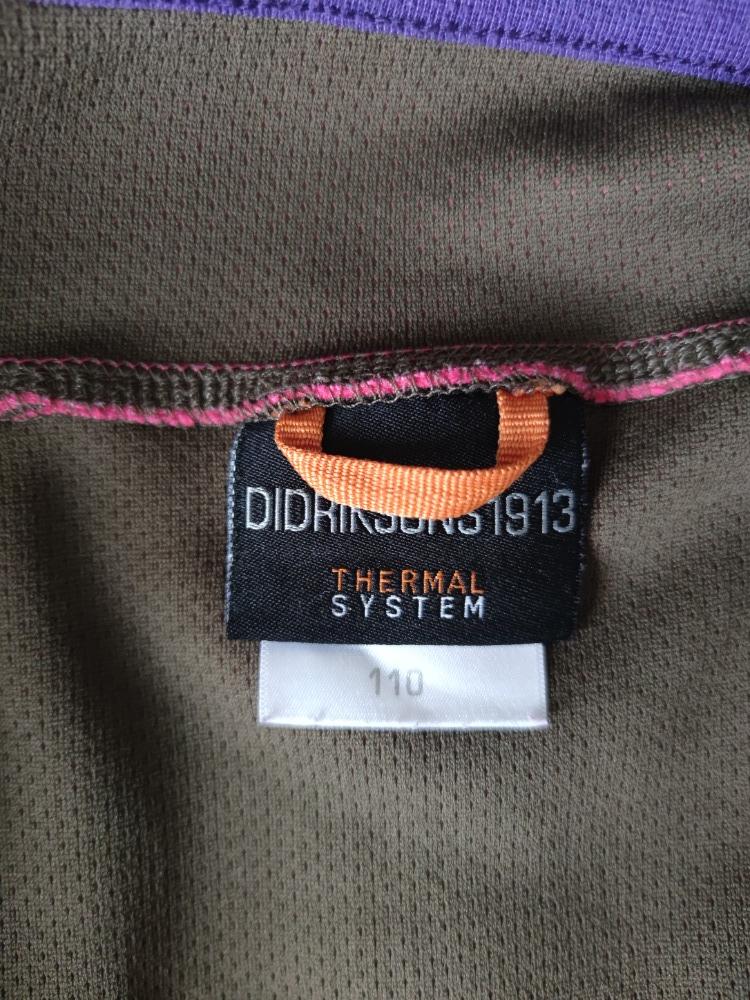 DIDRIKSONS1913
THERMAL
SYSTEM
110